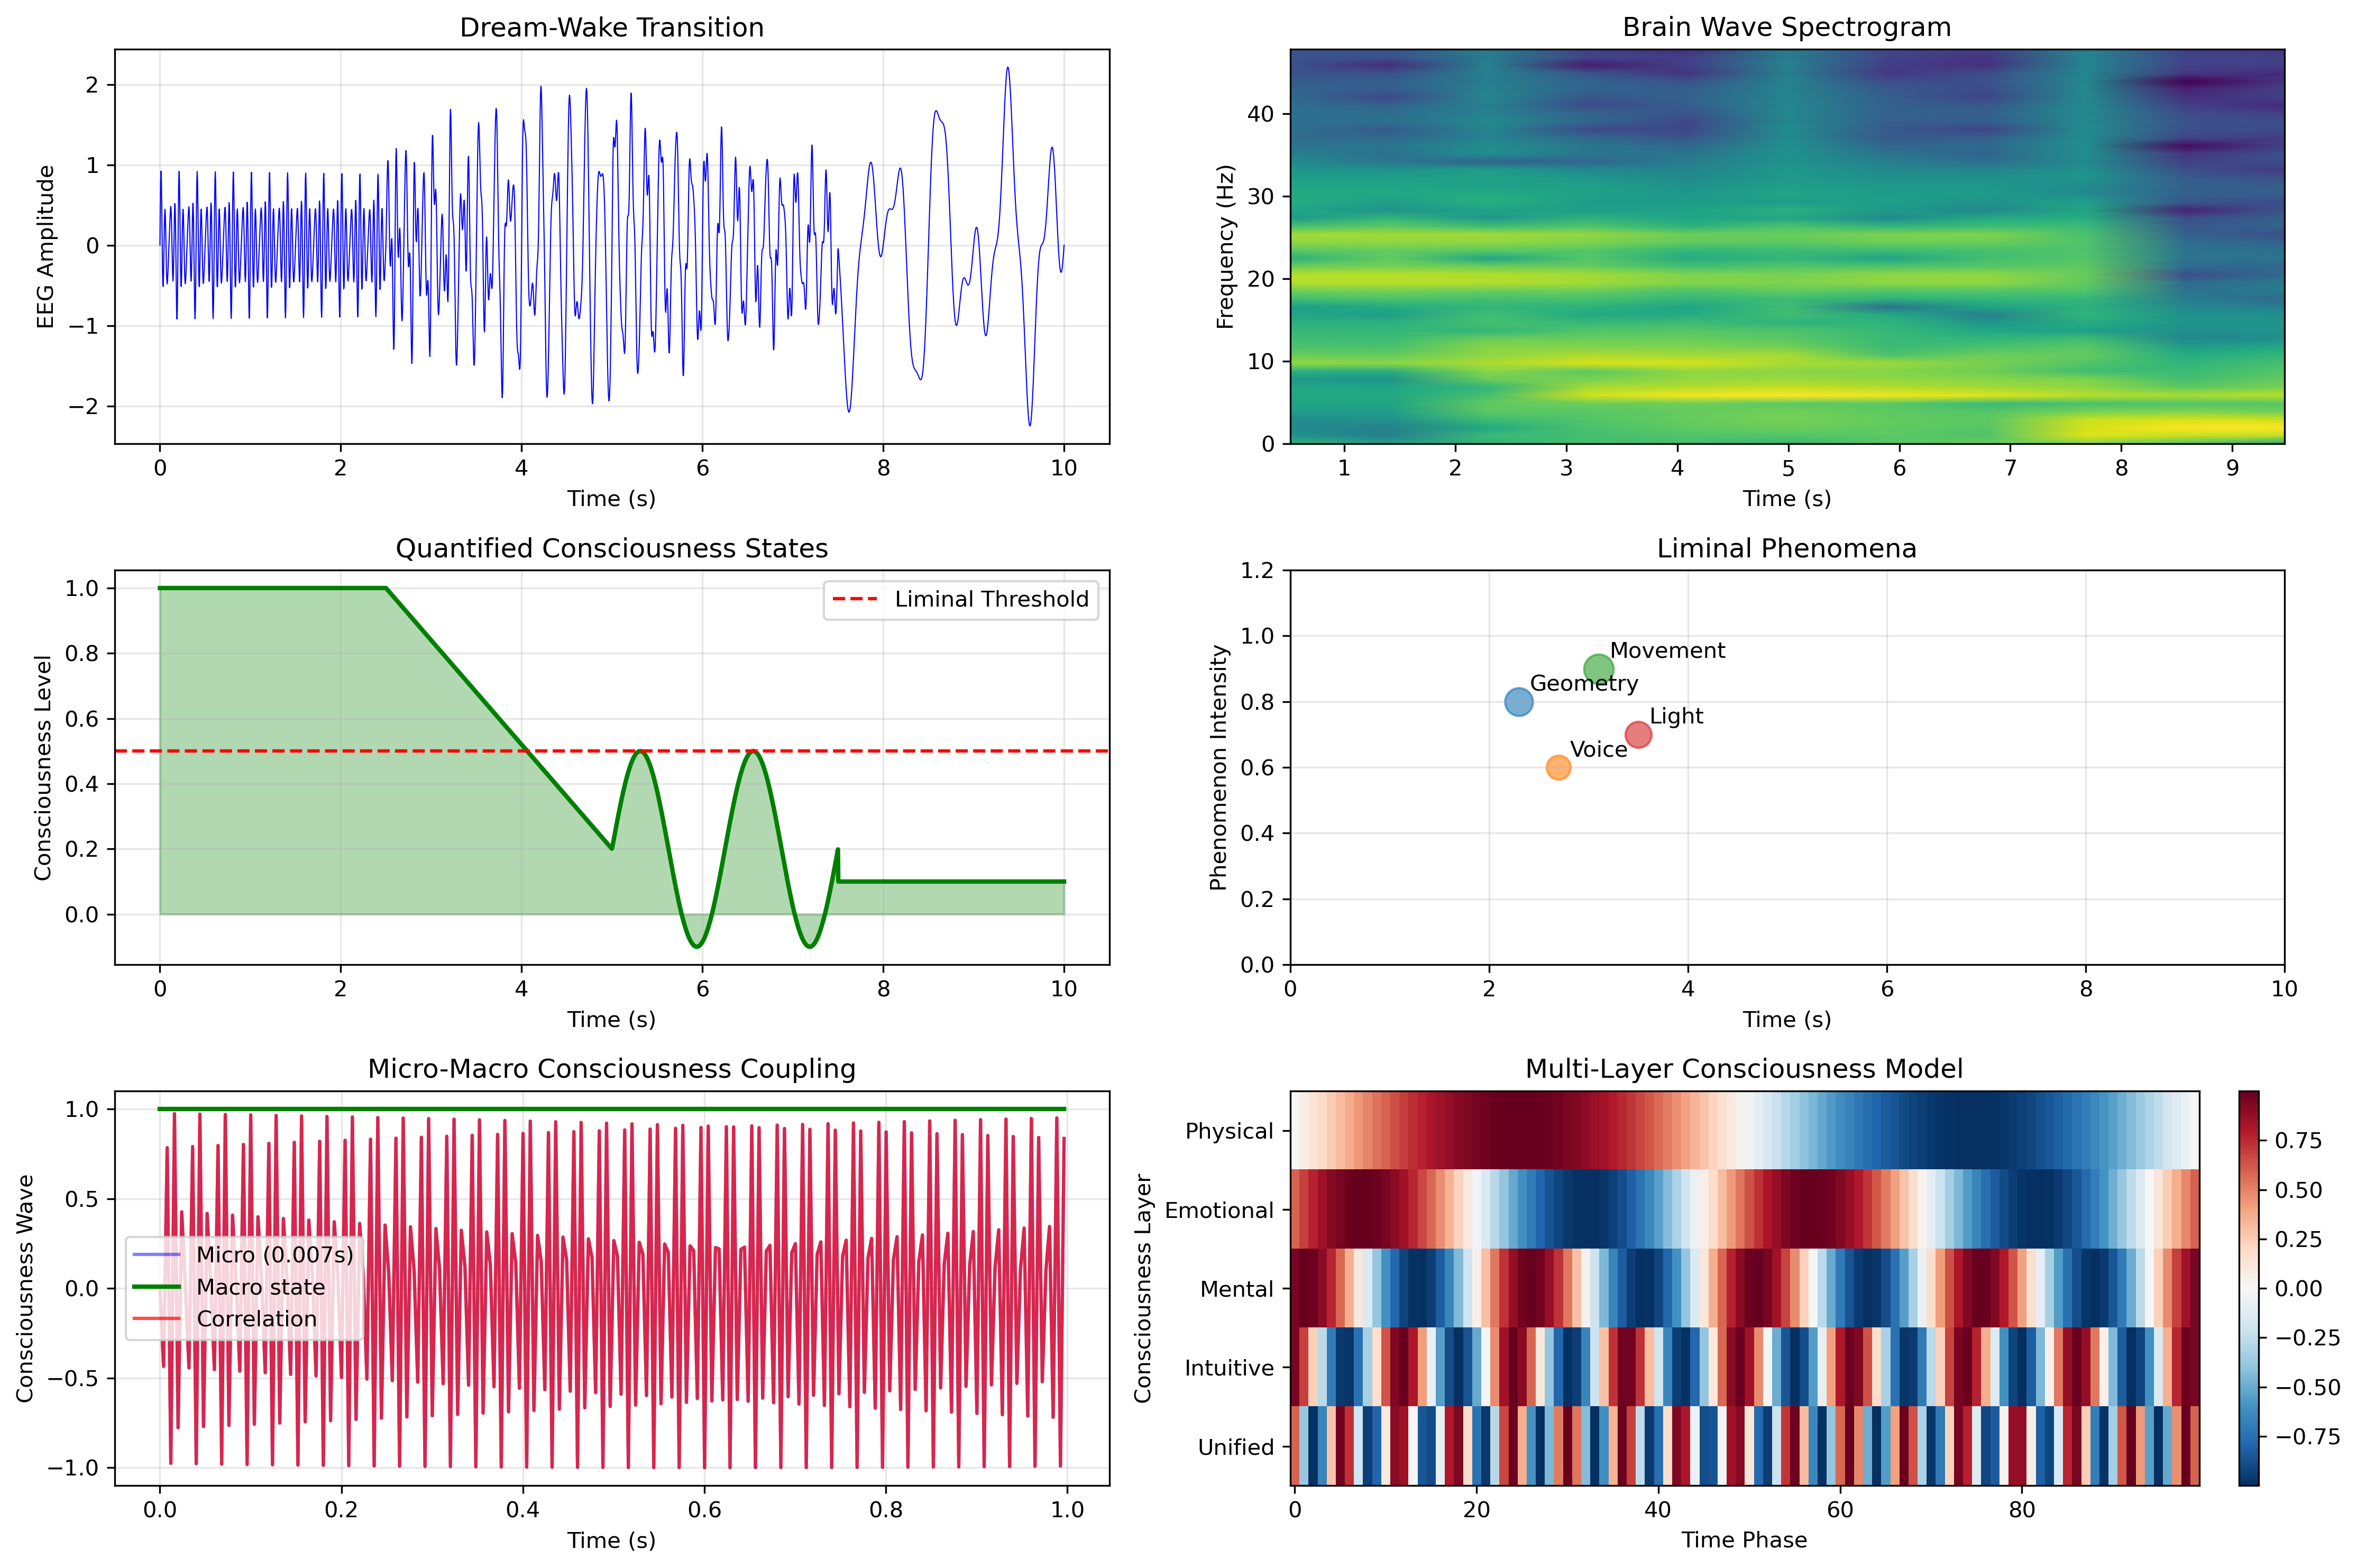 Dream-Wake Transition
EEG Amplitude
2
1
0
−1
−2
0 2 4 6 8 10
Time (s)
Brain Wave Spectrogram
Frequency (Hz)
40
30
20
10
0
1 2 3 4 5 6 7 8 9
Time (s)
Quantified Consciousness States
Consciousness Level
1.0
0.8
0.6
0.4
0.2
0.0
Liminal Threshold
0 2 4 6 8 10
Time (s)
Liminal Phenomena
Phenomenon Intensity
1.2
1.0
0.8
0.6
0.4
0.2
0.0
Movement
Geometry
Light
Voice
0 2 4 6 8 10
Time (s)
Micro-Macro Consciousness Coupling
Consciousness Wave
1.0
0.5
0.0
−0.5
−1.0
Micro (0.007s)
Macro state
Correlation
0.0 0.2 0.4 0.6 0.8 1.0
Time (s)
Multi-Layer Consciousness Model
Consciousness Layer
Physical
Emotional
Mental
Intuitive
Unified
0 20 40 60 80
Time Phase
0.75
0.50
0.25
0.00
−0.25
−0.50
−0.75